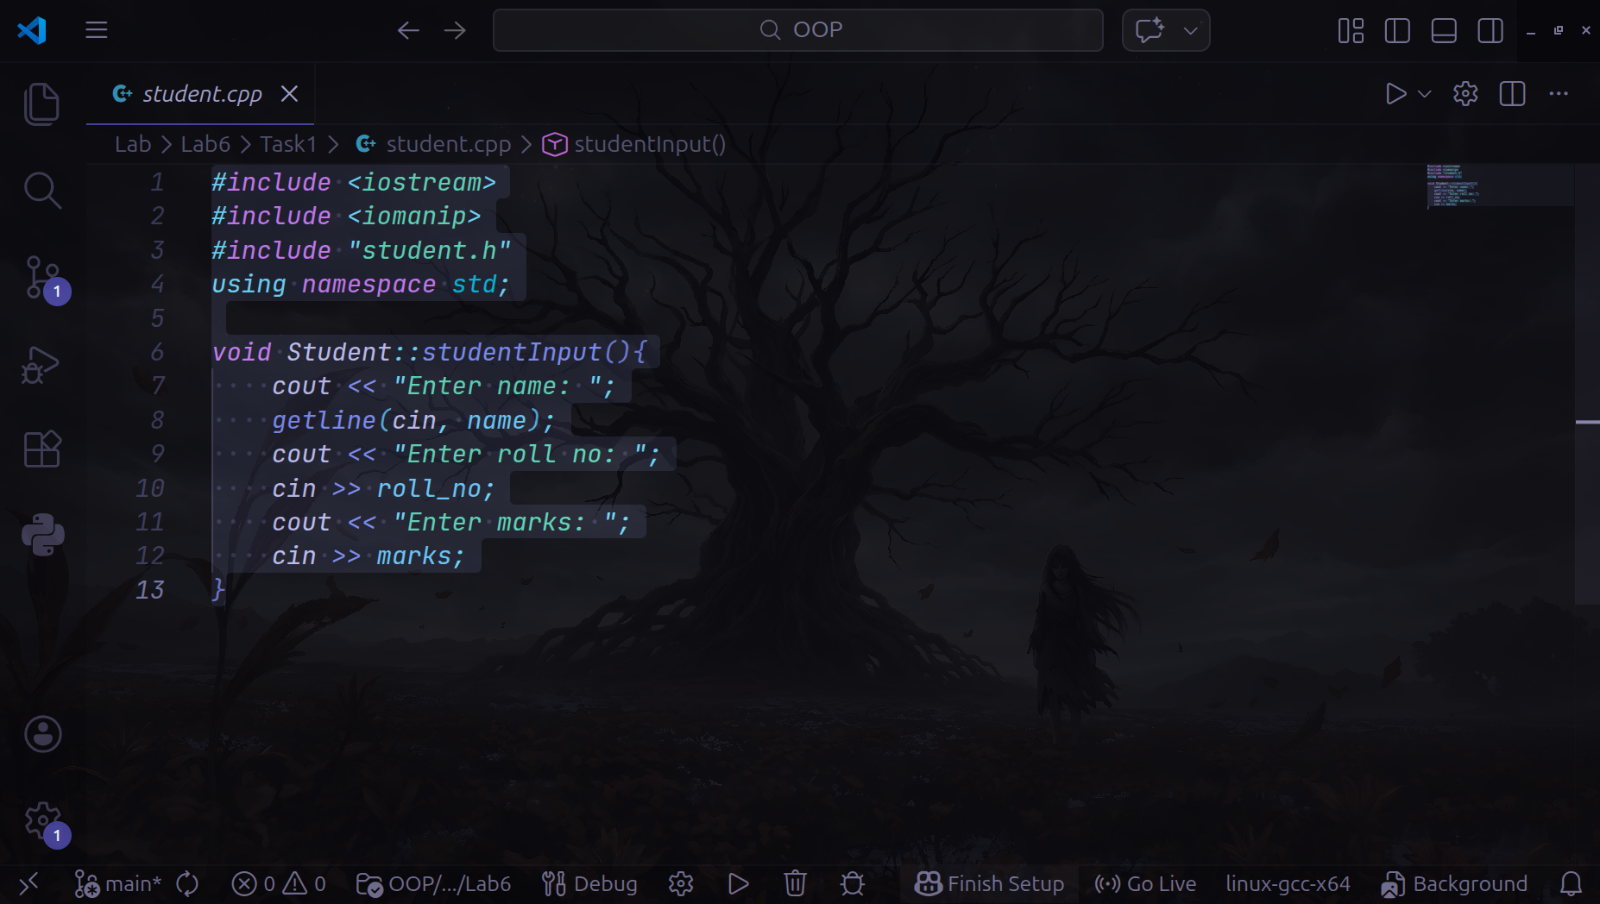 OOP
student.cpp
Lab > Lab6 > Task1 > student.cpp > studentInput()
1 #include <iostream>
2 #include <iomanip>
3 #include "student.h"
4 using namespace std;
5
6 void Student::studentInput(){
7 cout << "Enter name: ";
8 getline(cin, name);
9 cout << "Enter roll no: ";
10 cin >> roll_no;
11 cout << "Enter marks: ";
12 cin >> marks;
13 }
1
1
main* 0 0 OOP/.../Lab6 Debug Finish Setup Go Live linux-gcc-x64 Background